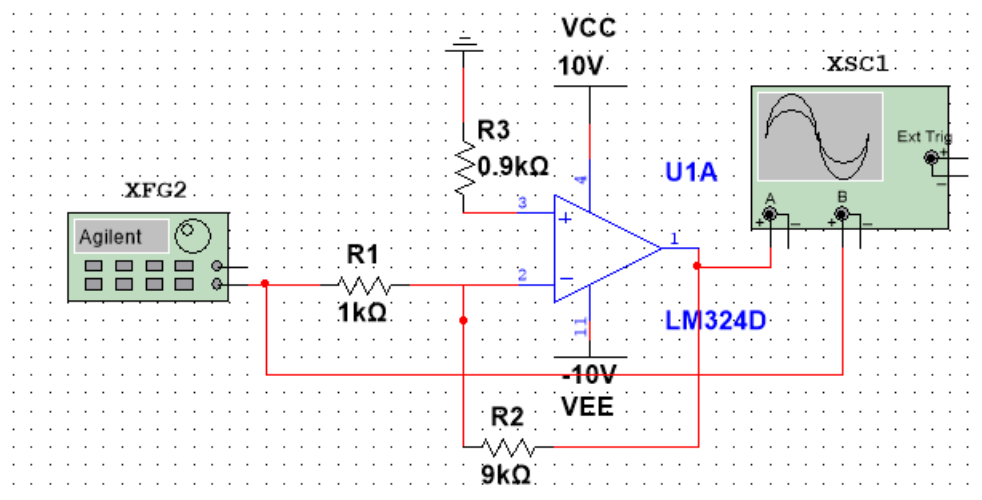 VCC
10V
XSC1
R3
0.9kΩ
Ext Trig
+
−
XFG2
4
U1A
A
B
Agilent
3
+
+
−
+
−
R1
1
2
−
1kΩ
11
LM324D
-10V
VEE
R2
9kΩ